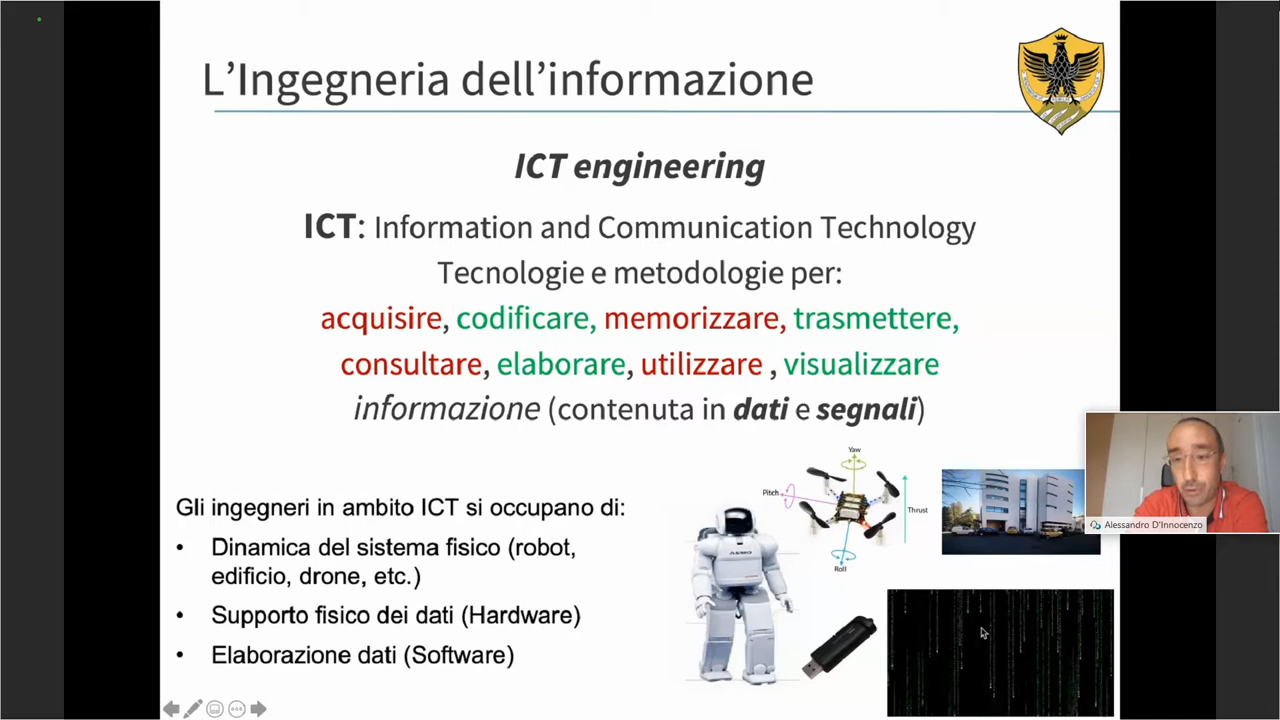 L'Ingegneria dell'informazione
ICT engineering
ICT: Information and Communication Technology
Tecnologie e metodologie per:
acquisire, codificare, memorizzare, trasmettere,
consultare, elaborare, utilizzare , visualizzare
informazione (contenuta in dati e segnali)
Gli ingegneri in ambito ICT si occupano di:
• Dinamica del sistema fisico (robot,
edificio, drone, etc.)
• Supporto fisico dei dati (Hardware)
• Elaborazione dati (Software)
Yaw
Pitch
Thrust
Roll
ASIMO
Alessandro D'Innocenzo